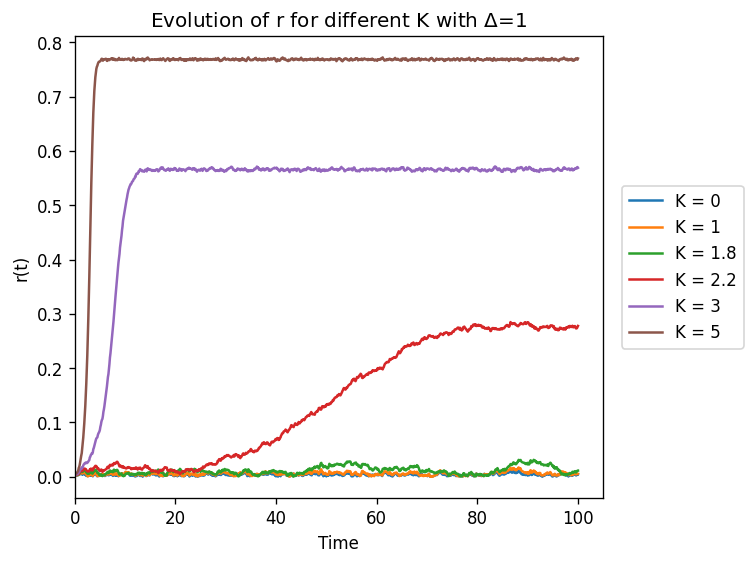 Evolution of r for different K with Δ=1
r(t)
0.8
0.7
0.6
0.5
0.4
0.3
0.2
0.1
0.0
0 20 40 60 80 100
Time
K = 0
K = 1
K = 1.8
K = 2.2
K = 3
K = 5